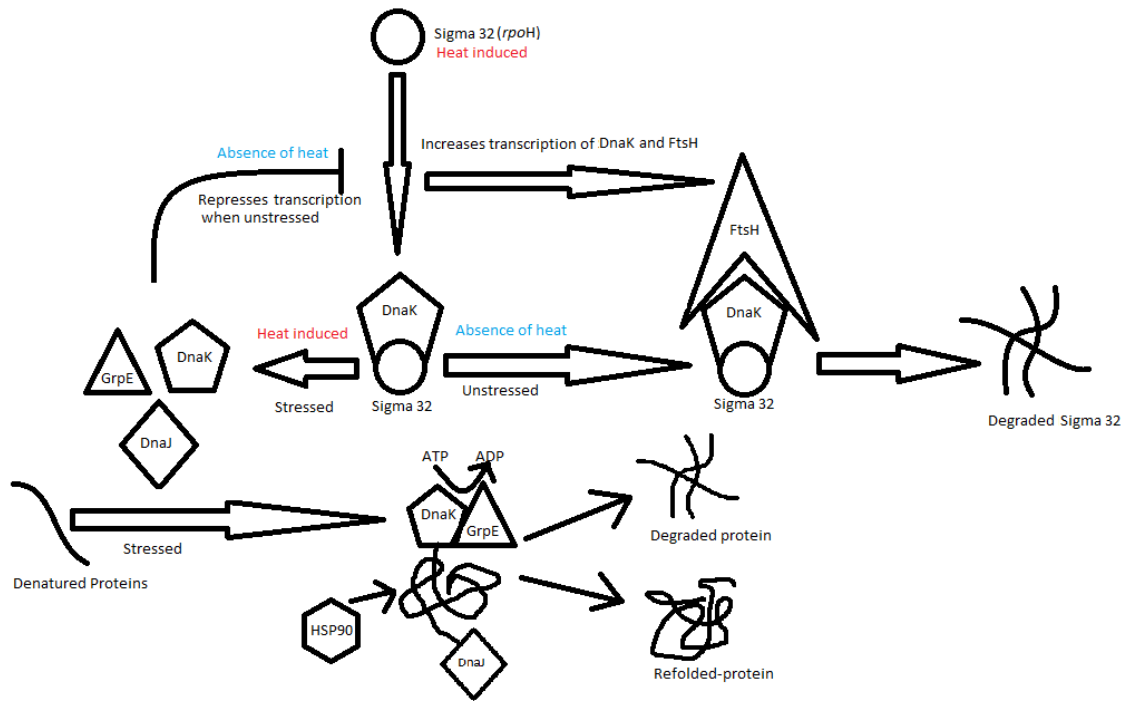 Sigma 32 (rpoH)
Heat induced
Increases transcription of DnaK and FtsH
Absence of heat
Represses transcription
when unstressed
FtsH
DnaK
Heat induced
Absence of heat
DnaK
DnaK
GrpE
Stressed
Sigma 32
Unstressed
Sigma 32
Degraded Sigma 32
DnaJ
ATP
ADP
DnaK
GrpE
Degraded protein
Stressed
Denatured Proteins
HSP90
DnaJ
Refolded-protein